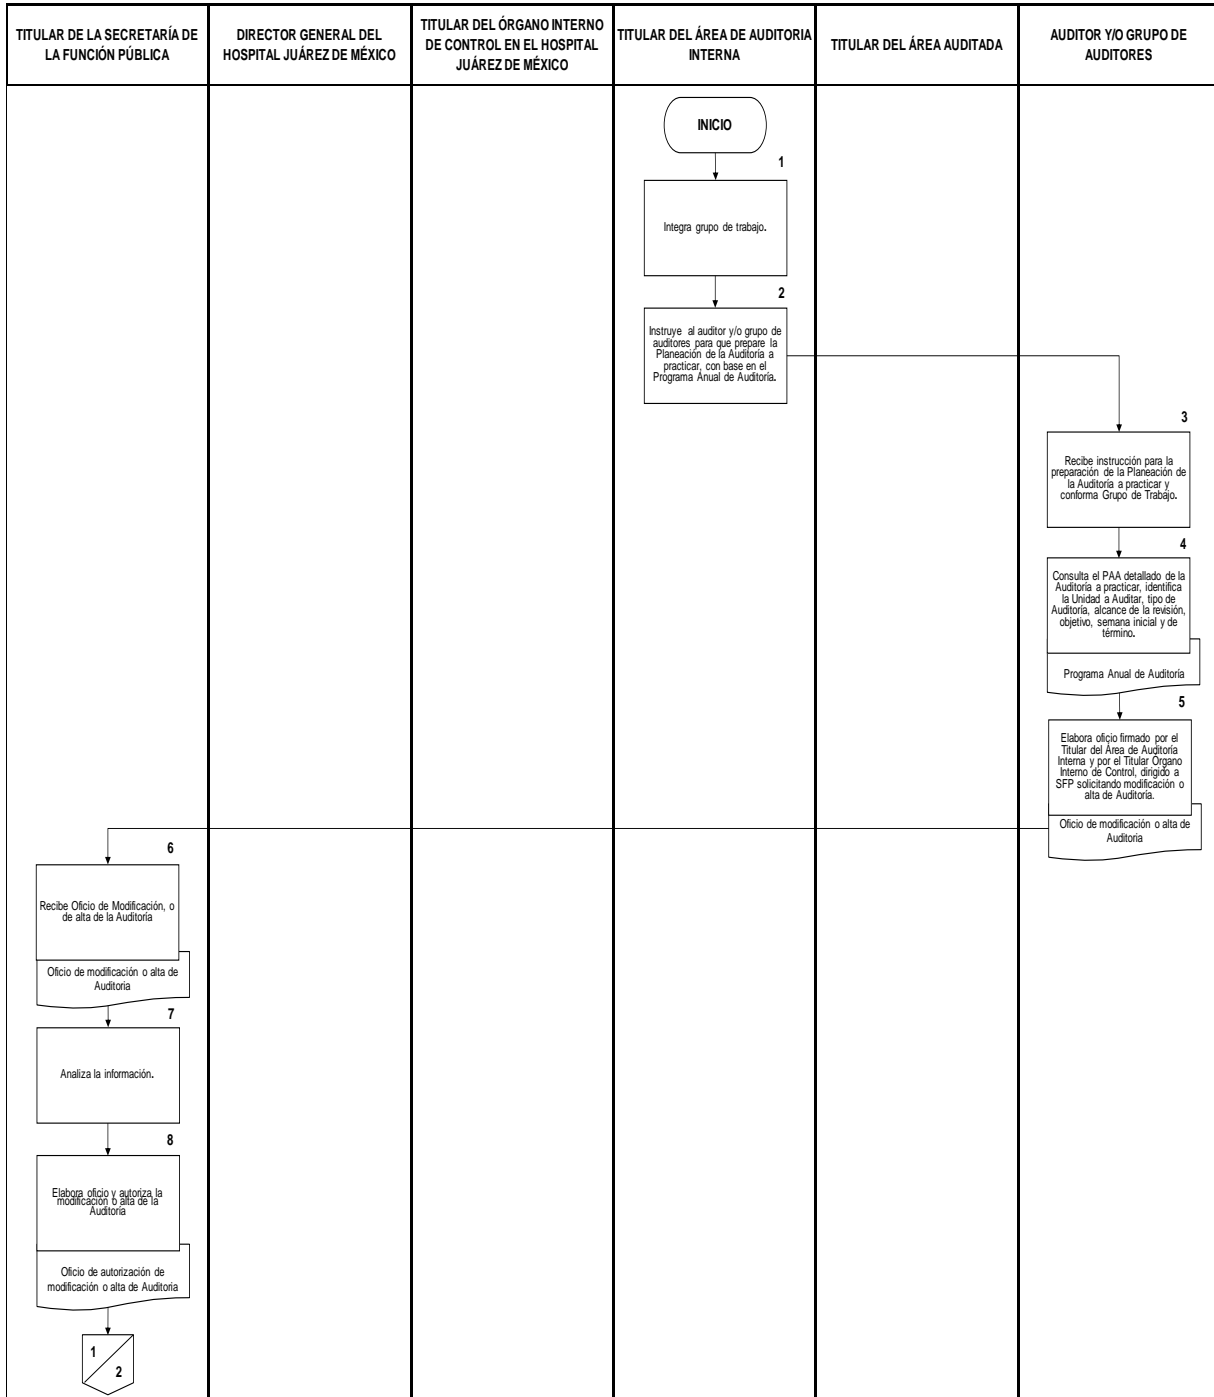 TITULAR DE LA SECRETARÍA DE
LA FUNCIÓN PÚBLICA
DIRECTOR GENERAL DEL
HOSPITAL JUÁREZ DE MÉXICO
TITULAR DEL ÓRGANO INTERNO
DE CONTROL EN EL HOSPITAL
JUÁREZ DE MÉXICO
TITULAR DEL ÁREA DE AUDITORIA
INTERNA
TITULAR DEL ÁREA AUDITADA
AUDITOR Y/O GRUPO DE
AUDITORES
INICIO
1
Integra grupo de trabajo.
2
Instruye al auditor y/o grupo de
auditores para que prepare la
Planeación de la Auditoría a
practicar, con base en el
Programa Anual de Auditoría.
3
Recibe instrucción para la
preparación de la Planeación de
la Auditoría a practicar y
conforma Grupo de Trabajo.
4
Consulta el PAA detallado de la
Auditoría a practicar, identifica
la Unidad a Auditar, tipo de
Auditoría, alcance de la revisión,
objetivo, semana inicial y de
término.
Programa Anual de Auditoría
5
Elabora oficio firmado por el
Titular del Área de Auditoría
Interna y por el Titular Órgano
Interno de Control, dirigido a
SFP solicitando modificación o
alta de Auditoría.
Oficio de modificación o alta de
Auditoria
6
Recibe Oficio de Modificación, o
de alta de la Auditoría
Oficio de modificación o alta de
Auditoria
7
Analiza la información.
8
Elabora oficio y autoriza la
modificación o alta de la
Auditoría
Oficio de autorización de
modificación o alta de Auditoria
1
2